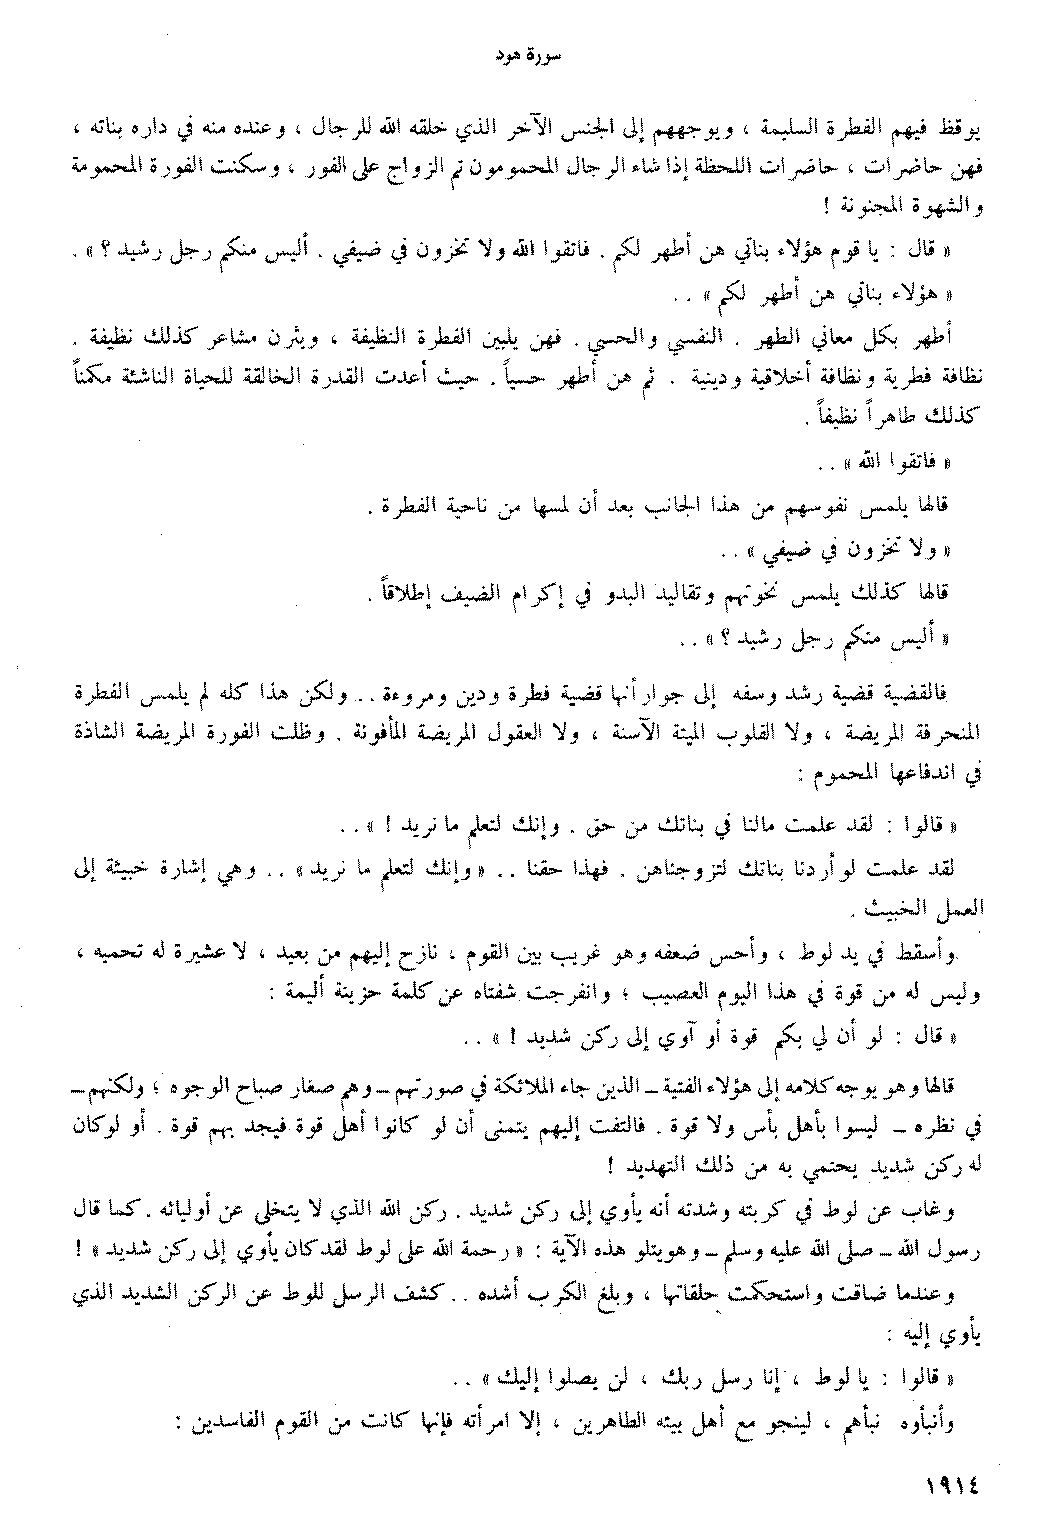 سورة هود
يوقظ فيهم الفطرة السليمة ، ويوجههم إلى الجنس الآخر الذي خلقه الله للرجال ، وعنده منه في داره بناته ،
فهن حاضرات ، حاضرات اللحظة إذا شاء الرجال المحمومون تم الزواج على الفور ، وسكنت الفورة المحمومة
والشهوة المجنونة !
« قال : يا قوم هؤلاء بناتي هن أطهر لكم . فاتقوا الله ولا تخزون في ضيفي . أليس منكم رجل رشيد ؟ » .
« هؤلاء بناتي هن أطهر لكم » . .
أطهر بكل معاني الطهر . النفسي والحسي . فهن يلبين الفطرة النظيفة ، ويثرن مشاعر كذلك نظيفة .
نظافة فطرية ونظافة أخلاقية ودينية . ثم هن أطهر حسياً . حيث أعدت القدرة الخالقة للحياة الناشئة مكمناً
كذلك طاهراً نظيفاً .
« فاتقوا الله » . .
قالها يلمس نفوسهم من هذا الجانب بعد أن لمسها من ناحية الفطرة .
« ولا تخزون في ضيفي » . .
قالها كذلك يلمس نخوتهم وتقاليد البدو في إكرام الضيف إطلاقاً .
« أليس منكم رجل رشيد ؟ » . .
فالقضية قضية رشد وسفه إلى جوار أنها قضية فطرة ودين ومروءة . . ولكن هذا كله لم يلمس الفطرة
المنحرفة المريضة ، ولا القلوب الميتة الآسنة ، ولا العقول المريضة المأفونة . وظلت الفورة المريضة الشاذة
في اندفاعها المحموم :
« قالوا : لقد علمت مالنا في بناتك من حق . وإنك لتعلم ما نريد ! » . .
لقد علمت لو أردنا بناتك لتزوجناهن . فهذا حقنا . . « وإنك لتعلم ما نريد » . . وهي إشارة خبيثة إلى
العمل الخبيث .
وأسقط في يد لوط ، وأحس ضعفه وهو غريب بين القوم ، نازح إليهم من بعيد ، لا عشيرة له تحميه ،
وليس له من قوة في هذا اليوم العصيب ؛ وانفرجت شفتاه عن كلمة حزينة أليمة :
« قال : لو أن لي بكم قوة أو آوي إلى ركن شديد ! » . .
قالها وهو يوجه كلامه إلى هؤلاء الفتية – الذين جاء الملائكة في صورتهم – وهم صغار صباح الوجوه ؛ ولكنهم –
في نظره – ليسوا بأهل بأس ولا قوة . فالتفت إليهم يتمنى أن لو كانوا أهل قوة فيجد بهم قوة . أو لو كان
له ركن شديد يحتمي به من ذلك التهديد !
وغاب عن لوط في كربته وشدته أنه يأوي إلى ركن شديد . ركن الله الذي لا يتخلى عن أوليائه . كما قال
رسول الله – صلى الله عليه وسلم – وهو يتلو هذه الآية : « رحمة الله على لوط لقد كان يأوي إلى ركن شديد » !
وعندما ضاقت واستحكمت حلقاتها ، وبلغ الكرب أشده . . كشف الرسل للوط عن الركن الشديد الذي
يأوي إليه :
« قالوا : يا لوط ، إنا رسل ربك ، لن يصلوا إليك » . .
وأنبأوه نبأهم ، لينجو مع أهل بيته الطاهرين ، إلا امرأته فإنها كانت من القوم الفاسدين :
١٩١٤